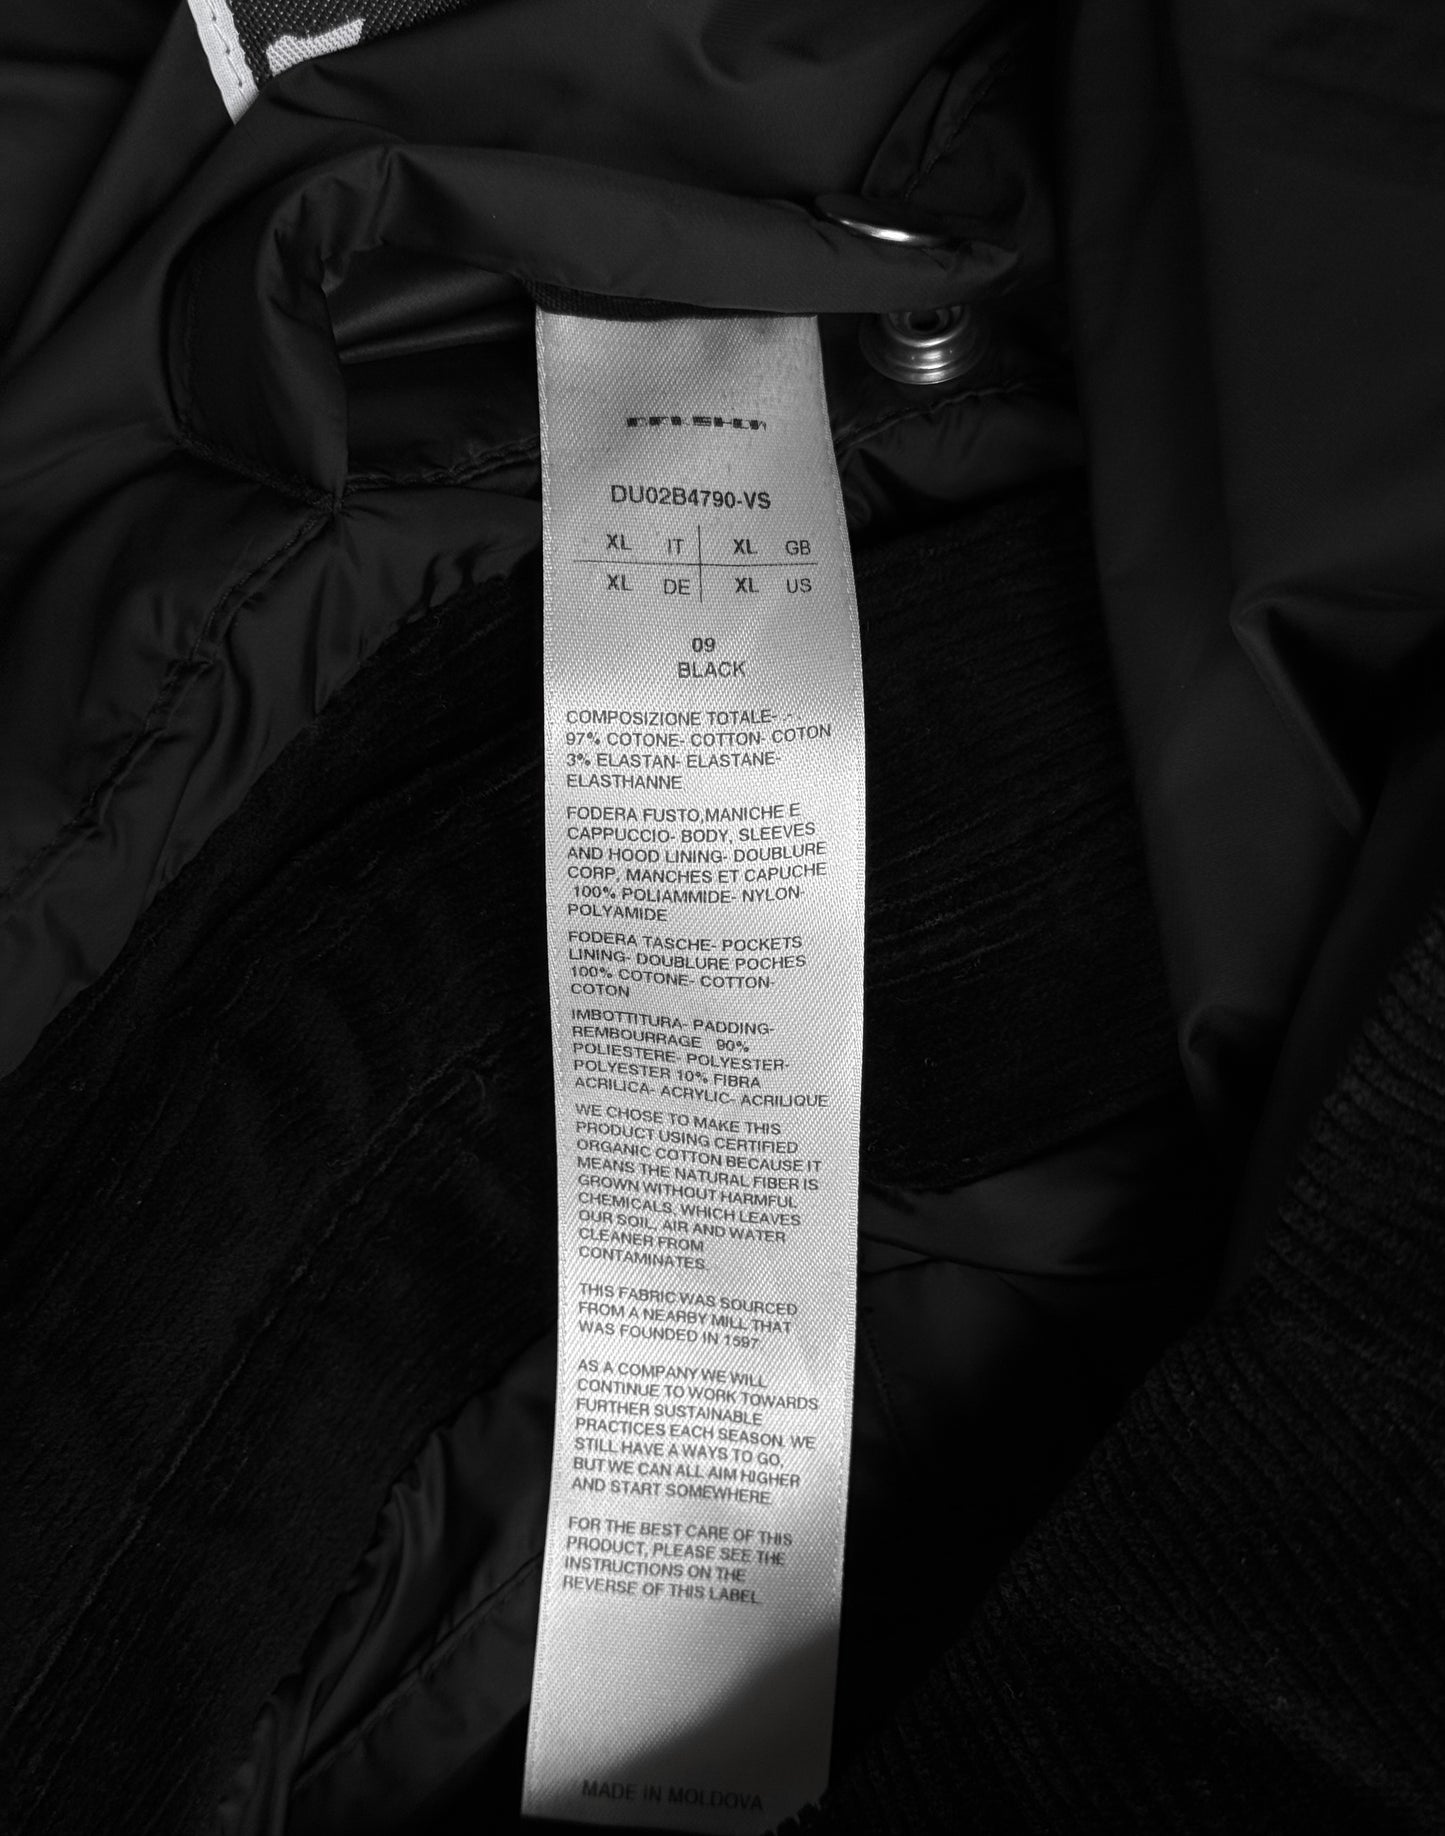 DU02B4790-VS
XL IT XL GB
XL DE XL US
09
BLACK
COMPOSIZIONE TOTALE- -
97% COTONE- COTTON- COTON
3% ELASTAN- ELASTANE-
ELASTHANNE
FODERA FUSTO,MANICHE E
CAPPUCCIO- BODY, SLEEVES
AND HOOD LINING- DOUBLURE
CORP, MANCHES ET CAPUCHE
100% POLIAMMIDE- NYLON-
POLYAMIDE
FODERA TASCHE- POCKETS
LINING- DOUBLURE POCHES
100% COTONE- COTTON-
COTON
IMBOTTITURA- PADDING-
REMBOURRAGE 90%
POLIESTERE- POLYESTER-
POLYESTER 10% FIBRA
ACRILICA- ACRYLIC- ACRILIQUE
WE CHOSE TO MAKE THIS
PRODUCT USING CERTIFIED
ORGANIC COTTON BECAUSE IT
MEANS THE NATURAL FIBER IS
GROWN WITHOUT HARMFUL
CHEMICALS, WHICH LEAVES
OUR SOIL, AIR AND WATER
CLEANER FROM
CONTAMINATES.
THIS FABRIC WAS SOURCED
FROM A NEARBY MILL THAT
WAS FOUNDED IN 1597
AS A COMPANY WE WILL
CONTINUE TO WORK TOWARDS
FURTHER SUSTAINABLE
PRACTICES EACH SEASON. WE
STILL HAVE A WAYS TO GO,
BUT WE CAN ALL AIM HIGHER
AND START SOMEWHERE.
FOR THE BEST CARE OF THIS
PRODUCT, PLEASE SEE THE
INSTRUCTIONS ON THE
REVERSE OF THIS LABEL.
MADE IN MOLDOVA